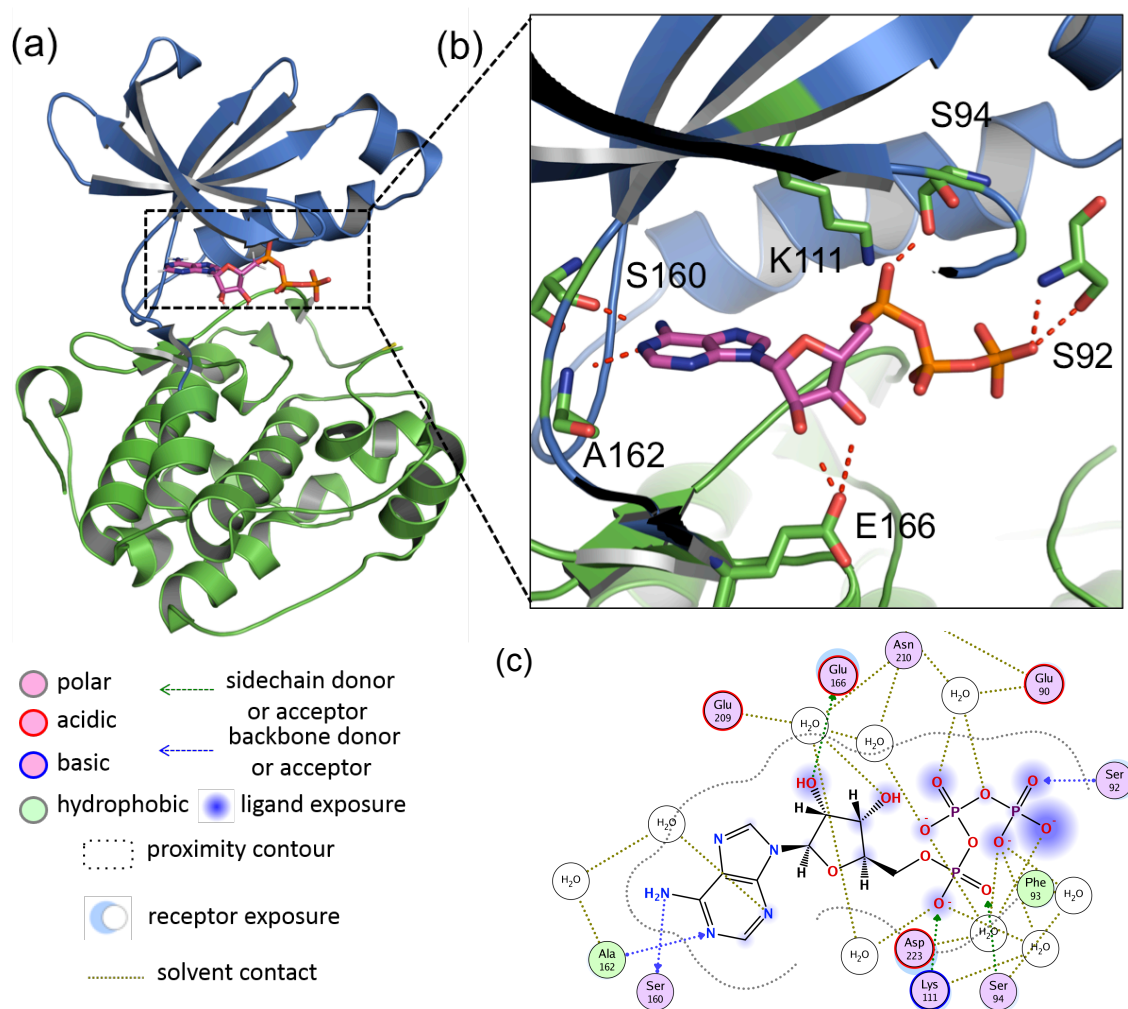 (a)
(b)
S94
K111
S160
S92
A162
E166
(c)
polar
acidic
basic
hydrophobic
sidechain donor
or acceptor
backbone donor
or acceptor
ligand exposure
proximity contour
receptor exposure
solvent contact
Asn
210
Glu
166
Glu
90
Glu
209
H2O
H2O
H2O
Ser
92
HO
OH
H
H
H
H
O
O
O
O
O
O
O
O-
O-
O-
O-
P
P
P
N
N
N
N
H2N
H2O
H2O
Phe
93
H2O
H2O
H2O
H2O
Asp
223
Ala
162
Ser
160
Lys
111
Ser
94